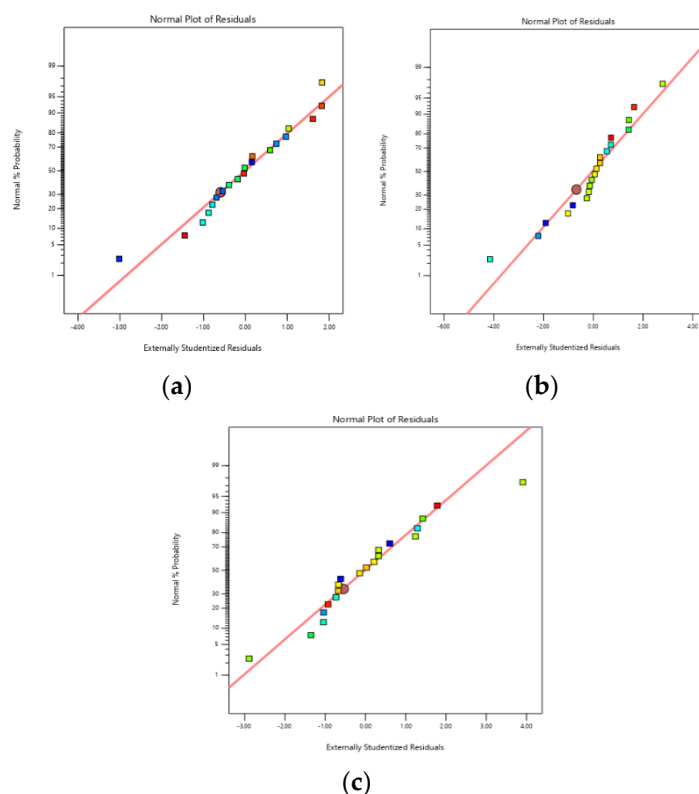 Normal Plot of Residuals
Normal % Probability
99
95
90
80
70
50
30
20
10
5
1
-4.00 -3.00 -2.00 -1.00 0.00 1.00 2.00
Externally Studentized Residuals
(a)
Normal Plot of Residuals
Normal % Probability
99
95
90
80
70
50
30
20
10
5
1
-6.00 -4.00 -2.00 0.00 2.00 4.00
Externally Studentized Residuals
(b)
Normal Plot of Residuals
Normal % Probability
99
95
90
80
70
50
30
20
10
5
1
-3.00 -2.00 -1.00 0.00 1.00 2.00 3.00 4.00
Externally Studentized Residuals
(c)